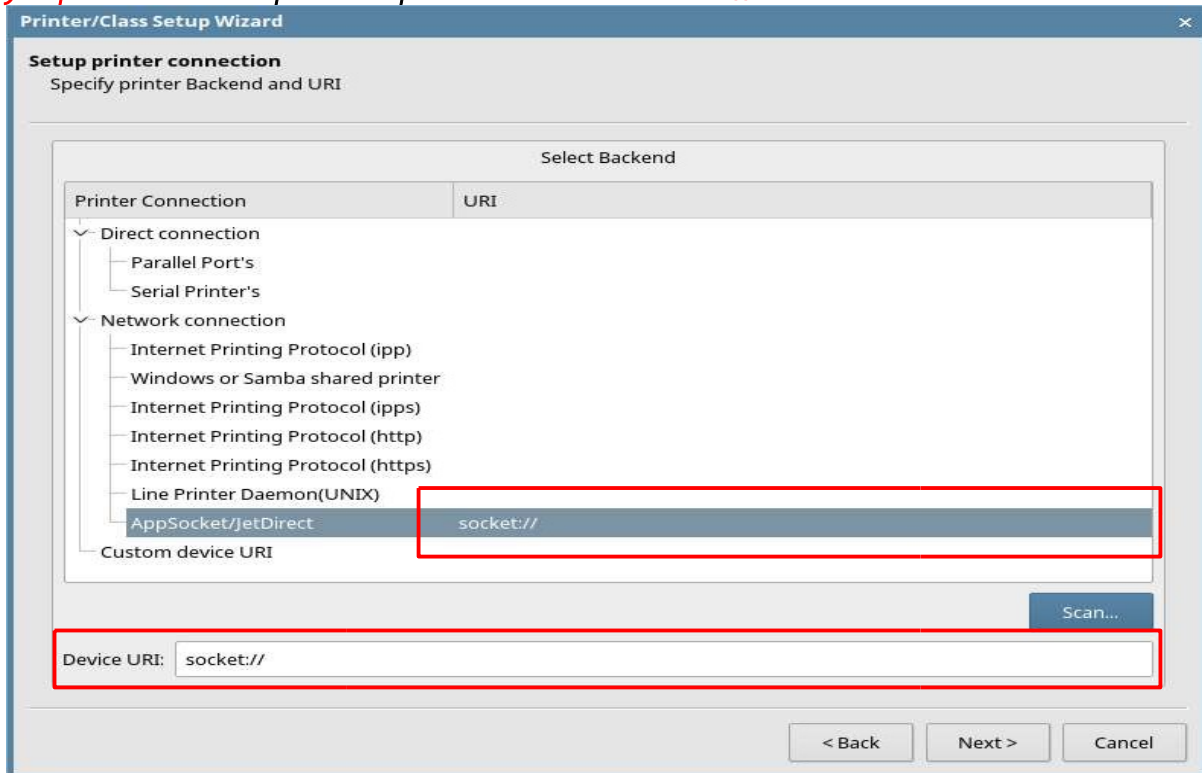 Printer/Class Setup Wizard ×
Setup printer connection
Specify printer Backend and URI
Select Backend
Printer Connection URI
Direct connection
Parallel Port's
Serial Printer's
Network connection
Internet Printing Protocol (ipp)
Windows or Samba shared printer
Internet Printing Protocol (ipps)
Internet Printing Protocol (http)
Internet Printing Protocol (https)
Line Printer Daemon(UNIX)
AppSocket/JetDirect socket://
Custom device URI
Scan...
Device URI: socket://
< Back Next > Cancel